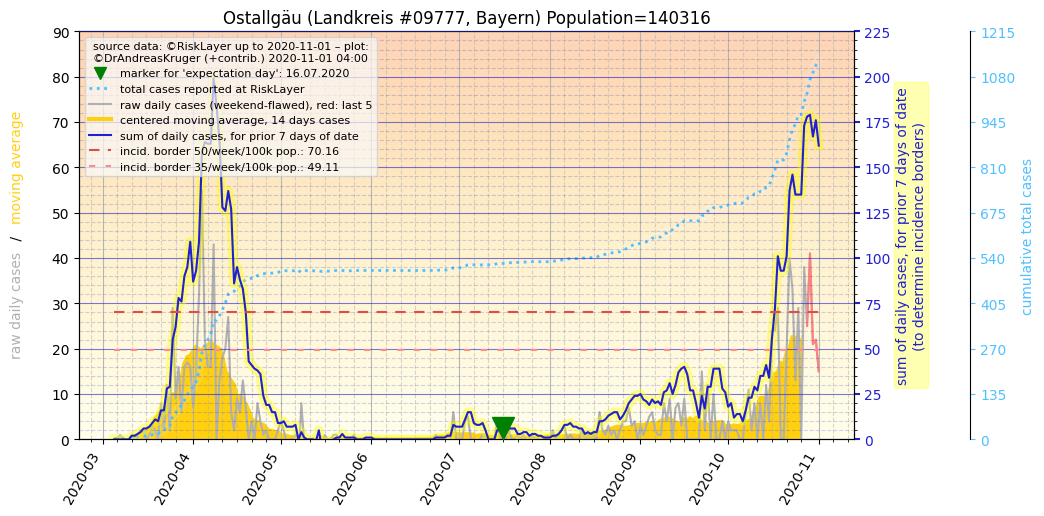 Ostallgäu (Landkreis #09777, Bayern) Population=140316
source data: ©RiskLayer up to 2020-11-01 – plot:
©DrAndreasKruger (+contrib.) 2020-11-01 04:00
marker for 'expectation day': 16.07.2020
total cases reported at RiskLayer
raw daily cases (weekend-flawed), red: last 5
centered moving average, 14 days cases
sum of daily cases, for prior 7 days of date
incid. border 50/week/100k pop.: 70.16
incid. border 35/week/100k pop.: 49.11
raw daily cases / moving average
90
80
70
60
50
40
30
20
10
0
2020-03
2020-04
2020-05
2020-06
2020-07
2020-08
2020-09
2020-10
2020-11
225
200
175
150
125
100
75
50
25
0
sum of daily cases, for prior 7 days of date
(to determine incidence borders)
1215
1080
945
810
675
540
405
270
135
0
cumulative total cases